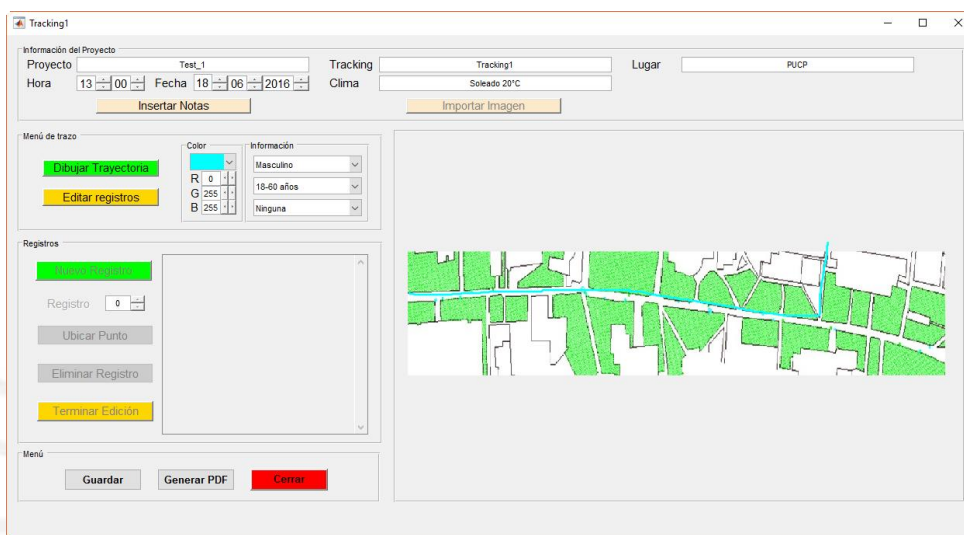 Tracking1
Información del Proyecto
Proyecto Test_1 Tracking Tracking1 Lugar PUCP
Hora 13 00 Fecha 18 06 2016 Clima Soleado 20°C
Insertar Notas Importar Imagen
Menú de trazo
Color Información
Dibujar Trayectoria Masculino
R 0
18-60 años
Editar registros G 255
B 255 Ninguna
Registros
Nuevo Registro
Registro 0
Ubicar Punto
Eliminar Registro
Terminar Edición
Menú
Guardar Generar PDF Cerrar